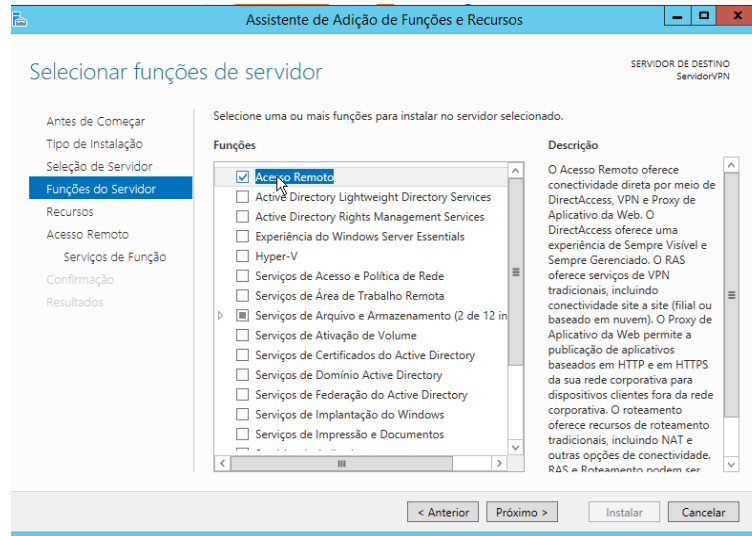 Assistente de Adição de Funções e Recursos
Selecionar funções de servidor
SERVIDOR DE DESTINO
ServidorVPN
Antes de Começar
Tipo de Instalação
Seleção de Servidor
Funções do Servidor
Recursos
Acesso Remoto
Serviços de Função
Confirmação
Resultados
Selecione uma ou mais funções para instalar no servidor selecionado.
Funções
Acesso Remoto
Active Directory Lightweight Directory Services
Active Directory Rights Management Services
Experiência do Windows Server Essentials
Hyper-V
Serviços de Acesso e Política de Rede
Serviços de Área de Trabalho Remota
Serviços de Arquivo e Armazenamento (2 de 12 in
Serviços de Ativação de Volume
Serviços de Certificados do Active Directory
Serviços de Domínio Active Directory
Serviços de Federação do Active Directory
Serviços de Implantação do Windows
Serviços de Impressão e Documentos
Descrição
O Acesso Remoto oferece
conectividade direta por meio de
DirectAccess, VPN e Proxy de
Aplicativo da Web. O
DirectAccess oferece uma
experiência de Sempre Visível e
Sempre Gerenciado. O RAS
oferece serviços de VPN
tradicionais, incluindo
conectividade site a site (filial ou
baseado em nuvem). O Proxy de
Aplicativo da Web permite a
publicação de aplicativos
baseados em HTTP e em HTTPS
da sua rede corporativa para
dispositivos clientes fora da rede
corporativa. O roteamento
oferece recursos de roteamento
tradicionais, incluindo NAT e
outras opções de conectividade.
RAS e Roteamento podem ser
< Anterior
Próximo >
Instalar
Cancelar